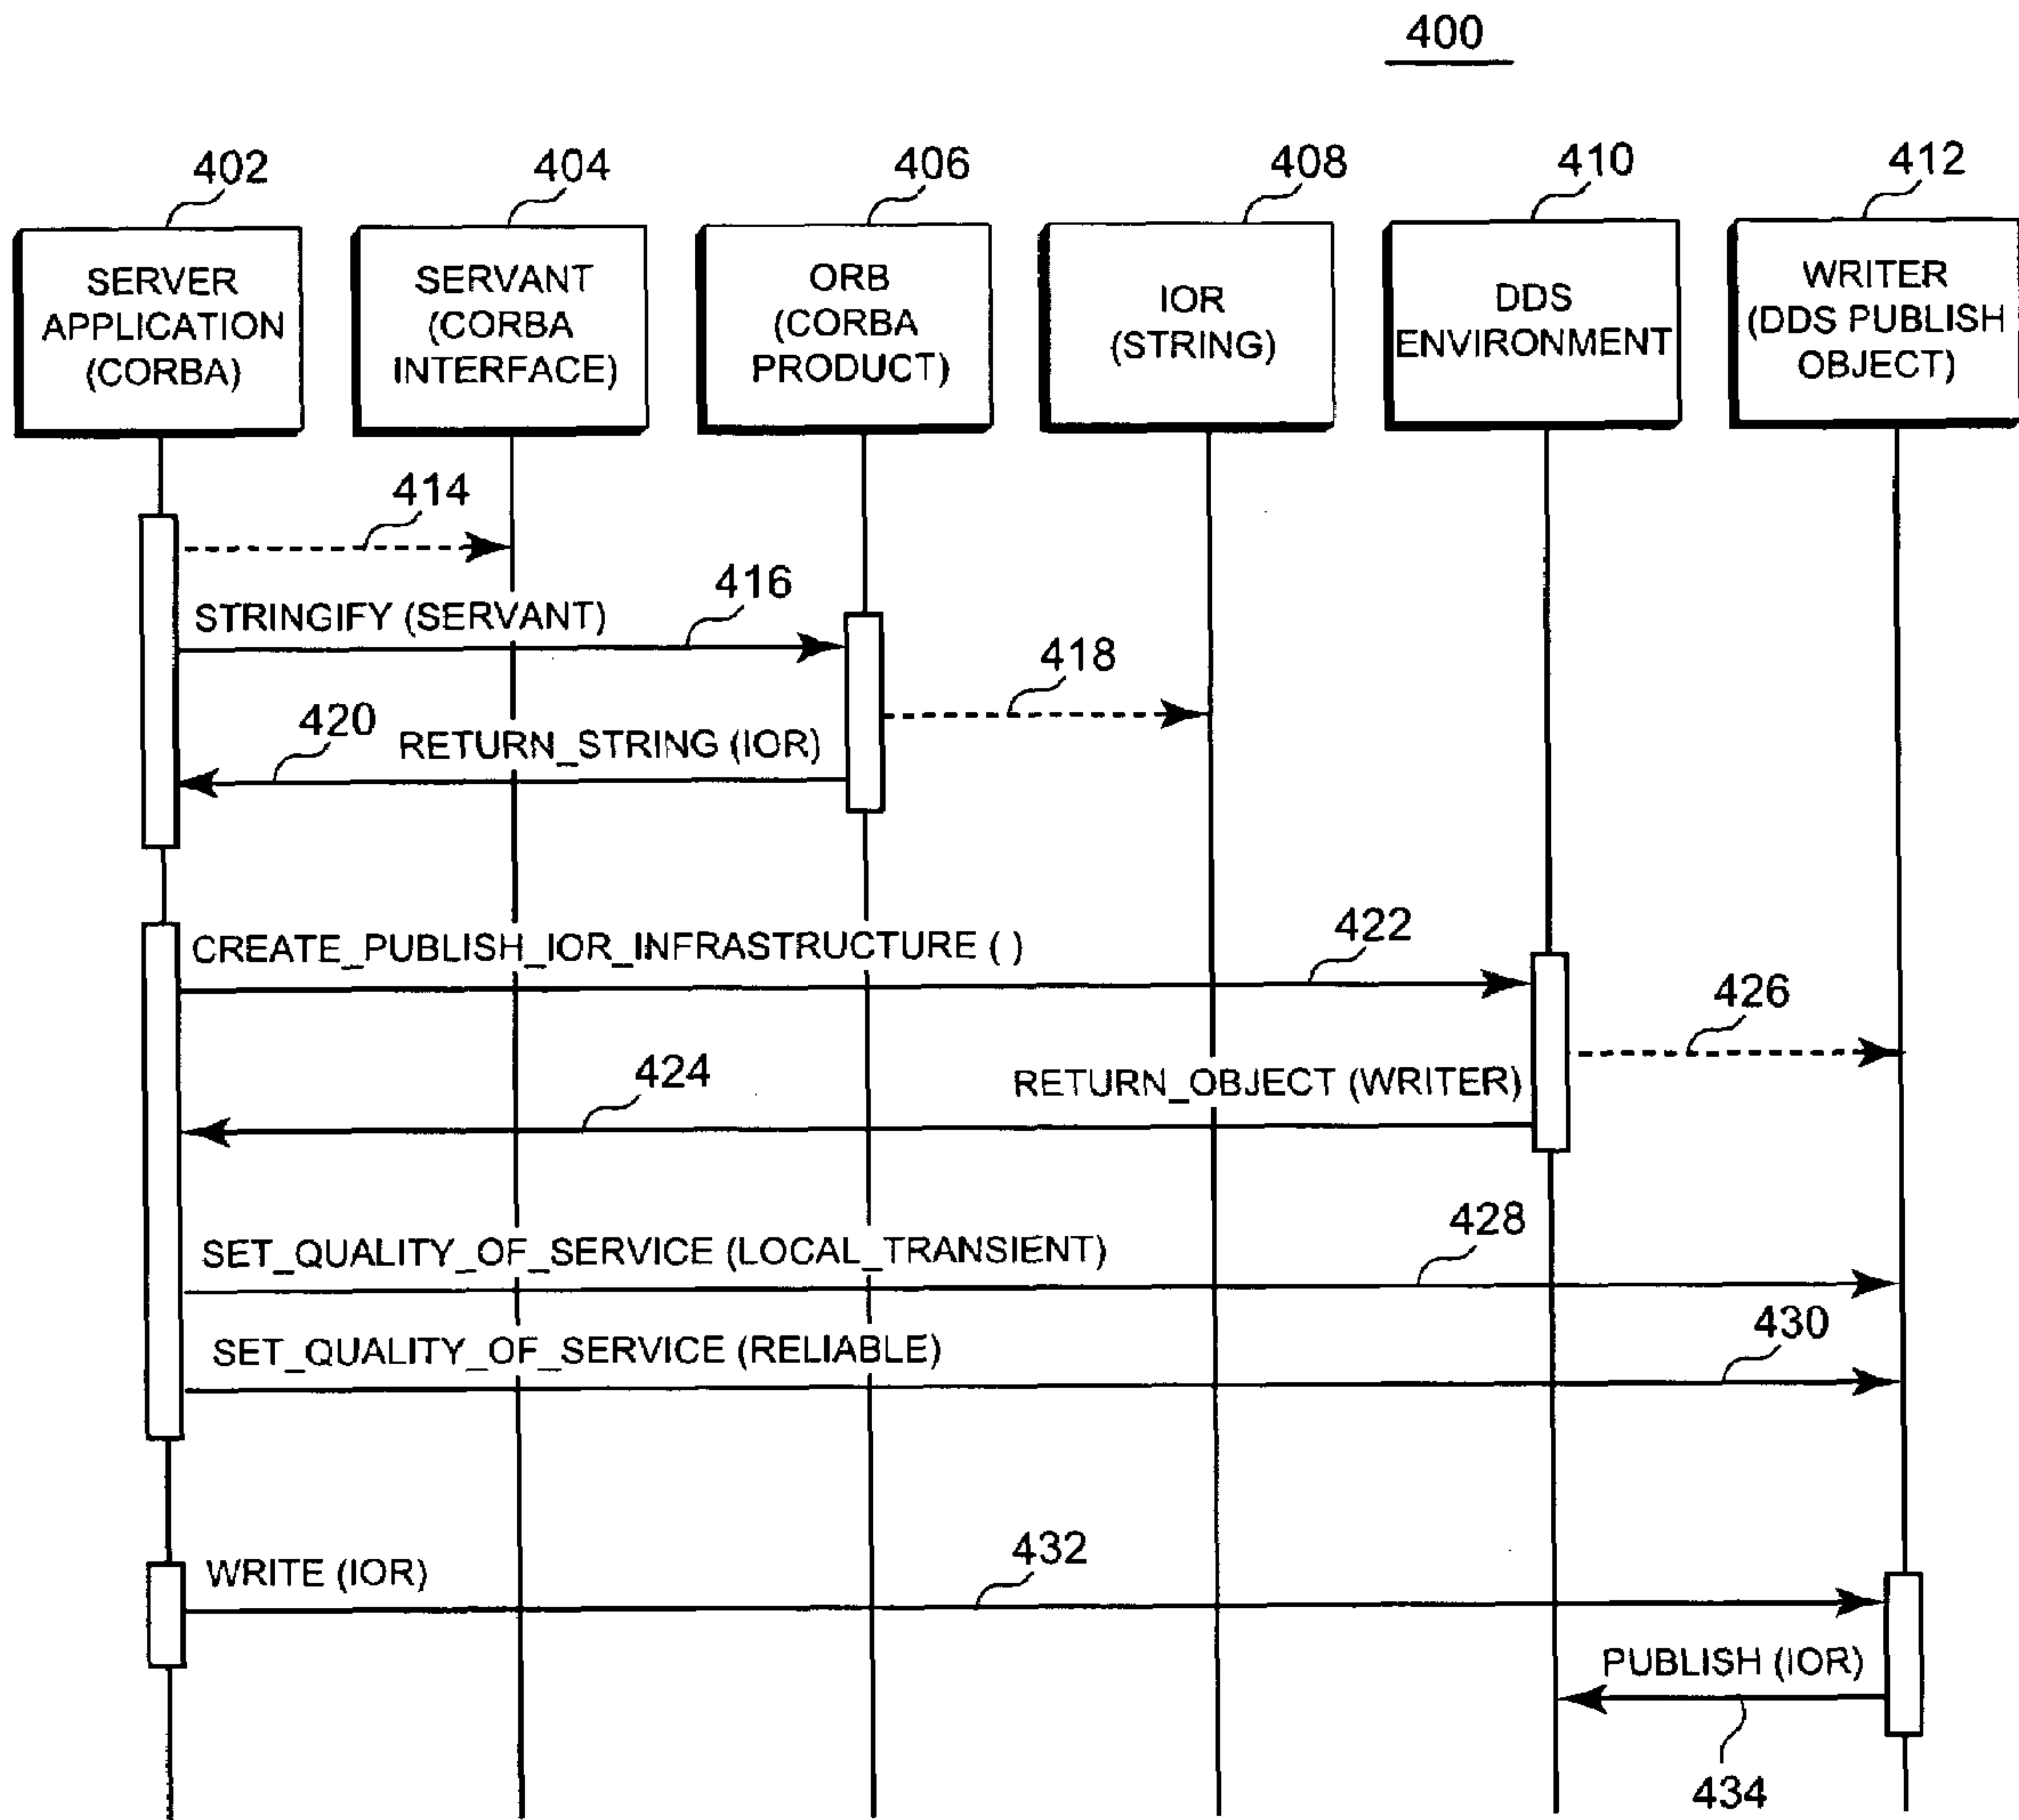 400
402
404
406
408
410
412
SERVER
APPLICATION
(CORBA)
SERVANT
(CORBA
INTERFACE)
ORB
(CORBA
PRODUCT)
IOR
(STRING)
DDS
ENVIRONMENT
WRITER
(DDS PUBLISH
OBJECT)
414
STRINGIFY (SERVANT)
416
418
420
RETURN_STRING (IOR)
CREATE_PUBLISH_IOR_INFRASTRUCTURE ( )
422
426
424
RETURN_OBJECT (WRITER)
SET_QUALITY_OF_SERVICE (LOCAL_TRANSIENT)
428
SET_QUALITY_OF_SERVICE (RELIABLE)
430
WRITE (IOR)
432
PUBLISH (IOR)
434